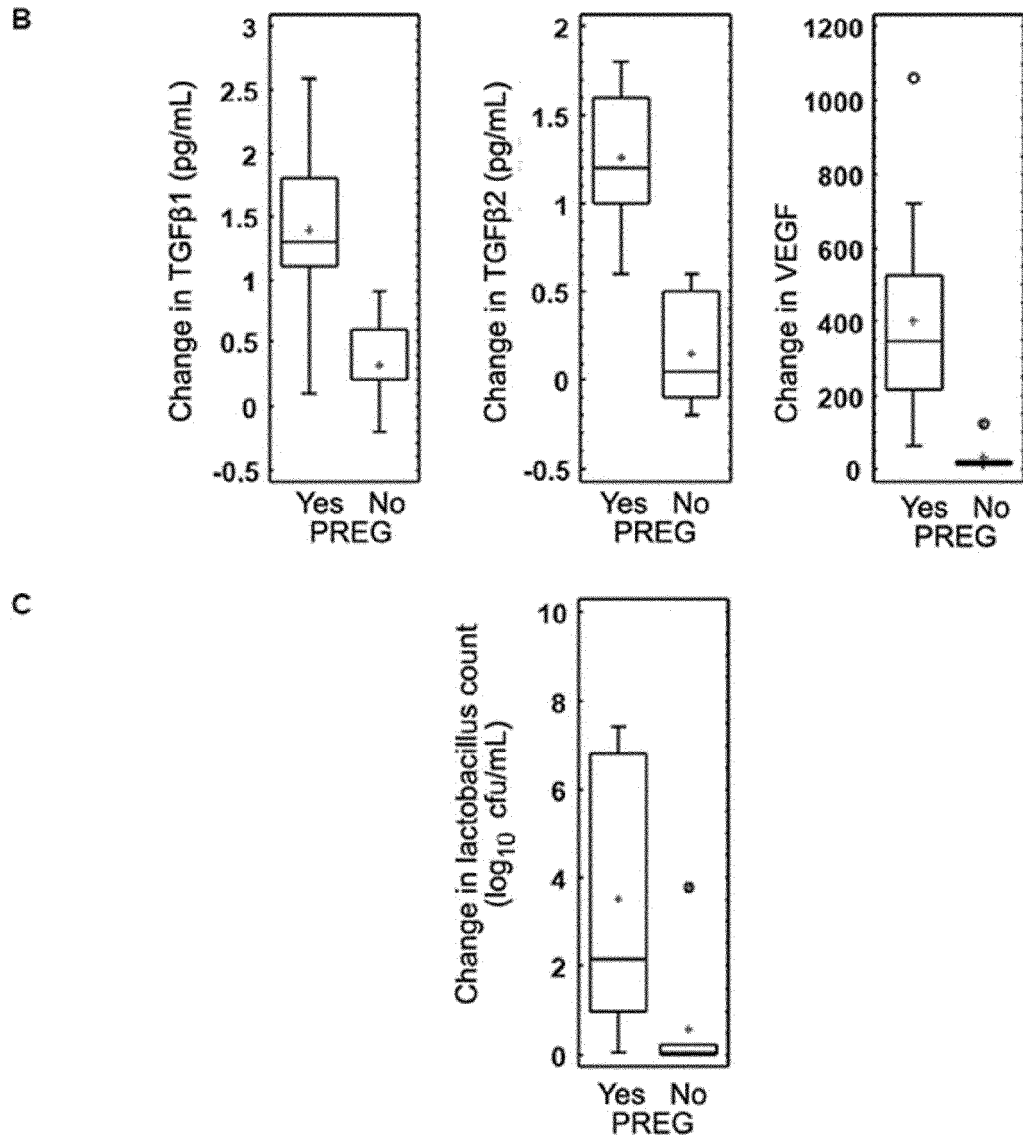 B
Change in TGFβ1 (pg/mL)
3
2.5
2
1.5
1
0.5
0
-0.5
Yes No
PREG
Change in TGFβ2 (pg/mL)
2
1.5
1
0.5
0
-0.5
Yes No
PREG
Change in VEGF
1200
1000
800
600
400
200
0
Yes No
PREG
C
Change in lactobacillus count
(log10 cfu/mL)
10
8
6
4
2
0
Yes No
PREG